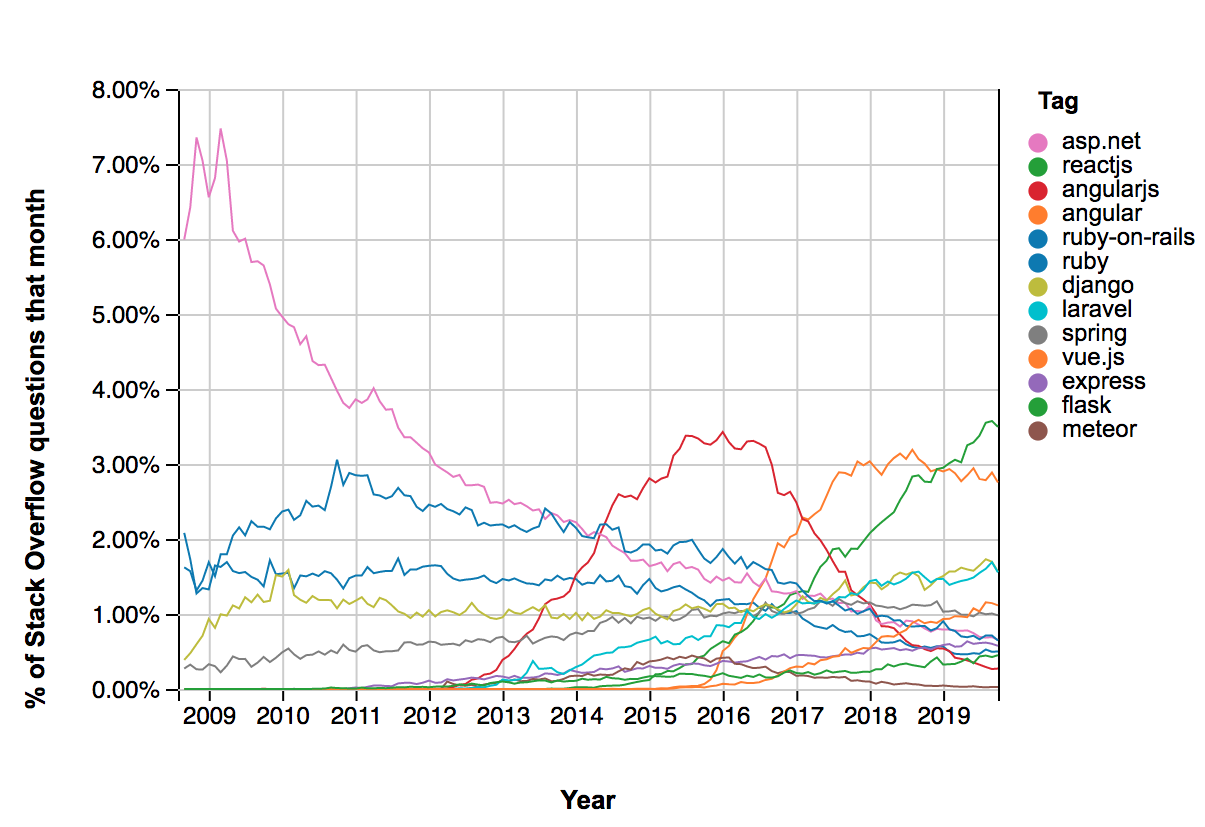 % of Stack Overflow questions that month
8.00%
7.00%
6.00%
5.00%
4.00%
3.00%
2.00%
1.00%
0.00%
2009 2010 2011 2012 2013 2014 2015 2016 2017 2018 2019
Year
Tag
asp.net
reactjs
angularjs
angular
ruby-on-rails
ruby
django
laravel
spring
vue.js
express
flask
meteor